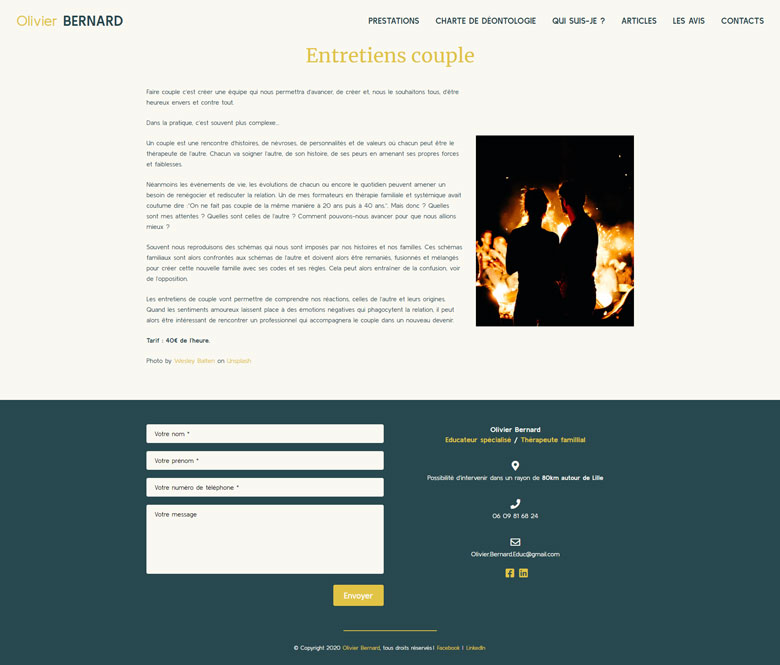 Olivier BERNARD
PRESTATIONS CHARTE DE DÉONTOLOGIE QUI SUIS-JE ? ARTICLES LES AVIS CONTACTS
Entretiens couple
Faire couple c'est créer une équipe qui nous permettra d'avancer, de créer et, nous le souhaitons tous, d'être
heureux envers et contre tout.
Dans la pratique, c'est souvent plus complexe...
Un couple est une rencontre d'histoires, de névroses, de personnalités et de valeurs où chacun peut être le
thérapeute de l'autre. Chacun va soigner l'autre, de son histoire, de ses peurs en amenant ses propres forces
et faiblesses.
Néanmoins les événements de vie, les évolutions de chacun ou encore le quotidien peuvent amener un
besoin de renégocier et rediscuter la relation. Un de mes formateurs en thérapie familiale et systémique avait
coutume dire :"On ne fait pas couple de la même manière à 20 ans puis à 40 ans.". Mais donc ? Quelles
sont mes attentes ? Quelles sont celles de l'autre ? Comment pouvons-nous avancer pour que nous allions
mieux ?
Souvent nous reproduisons des schémas qui nous sont imposés par nos histoires et nos familles. Ces schémas
familiaux sont alors confrontés aux schémas de l'autre et doivent alors être remaniés, fusionnés et mélangés
pour créer cette nouvelle famille avec ses codes et ses règles. Cela peut alors entraîner de la confusion, voir
de l'opposition.
Les entretiens de couple vont permettre de comprendre nos réactions, celles de l'autre et leurs origines.
Quand les sentiments amoureux laissent place à des émotions négatives qui phagocytent la relation, il peut
alors être intéressant de rencontrer un professionnel qui accompagnera le couple dans un nouveau devenir.
Tarif : 40€ de l'heure.
Photo by Wesley Balten on Unsplash
Votre nom *
Votre prénom *
Votre numéro de téléphone *
Votre message
Envoyer
Olivier Bernard
Educateur spécialisé / Thérapeute famillial
Possibilité d'intervenir dans un rayon de 80km autour de Lille
06 09 81 68 24
Olivier.Bernard.Educ@gmail.com
© Copyright 2020 Olivier Bernard, tous droits réservés | Facebook | LinkedIn